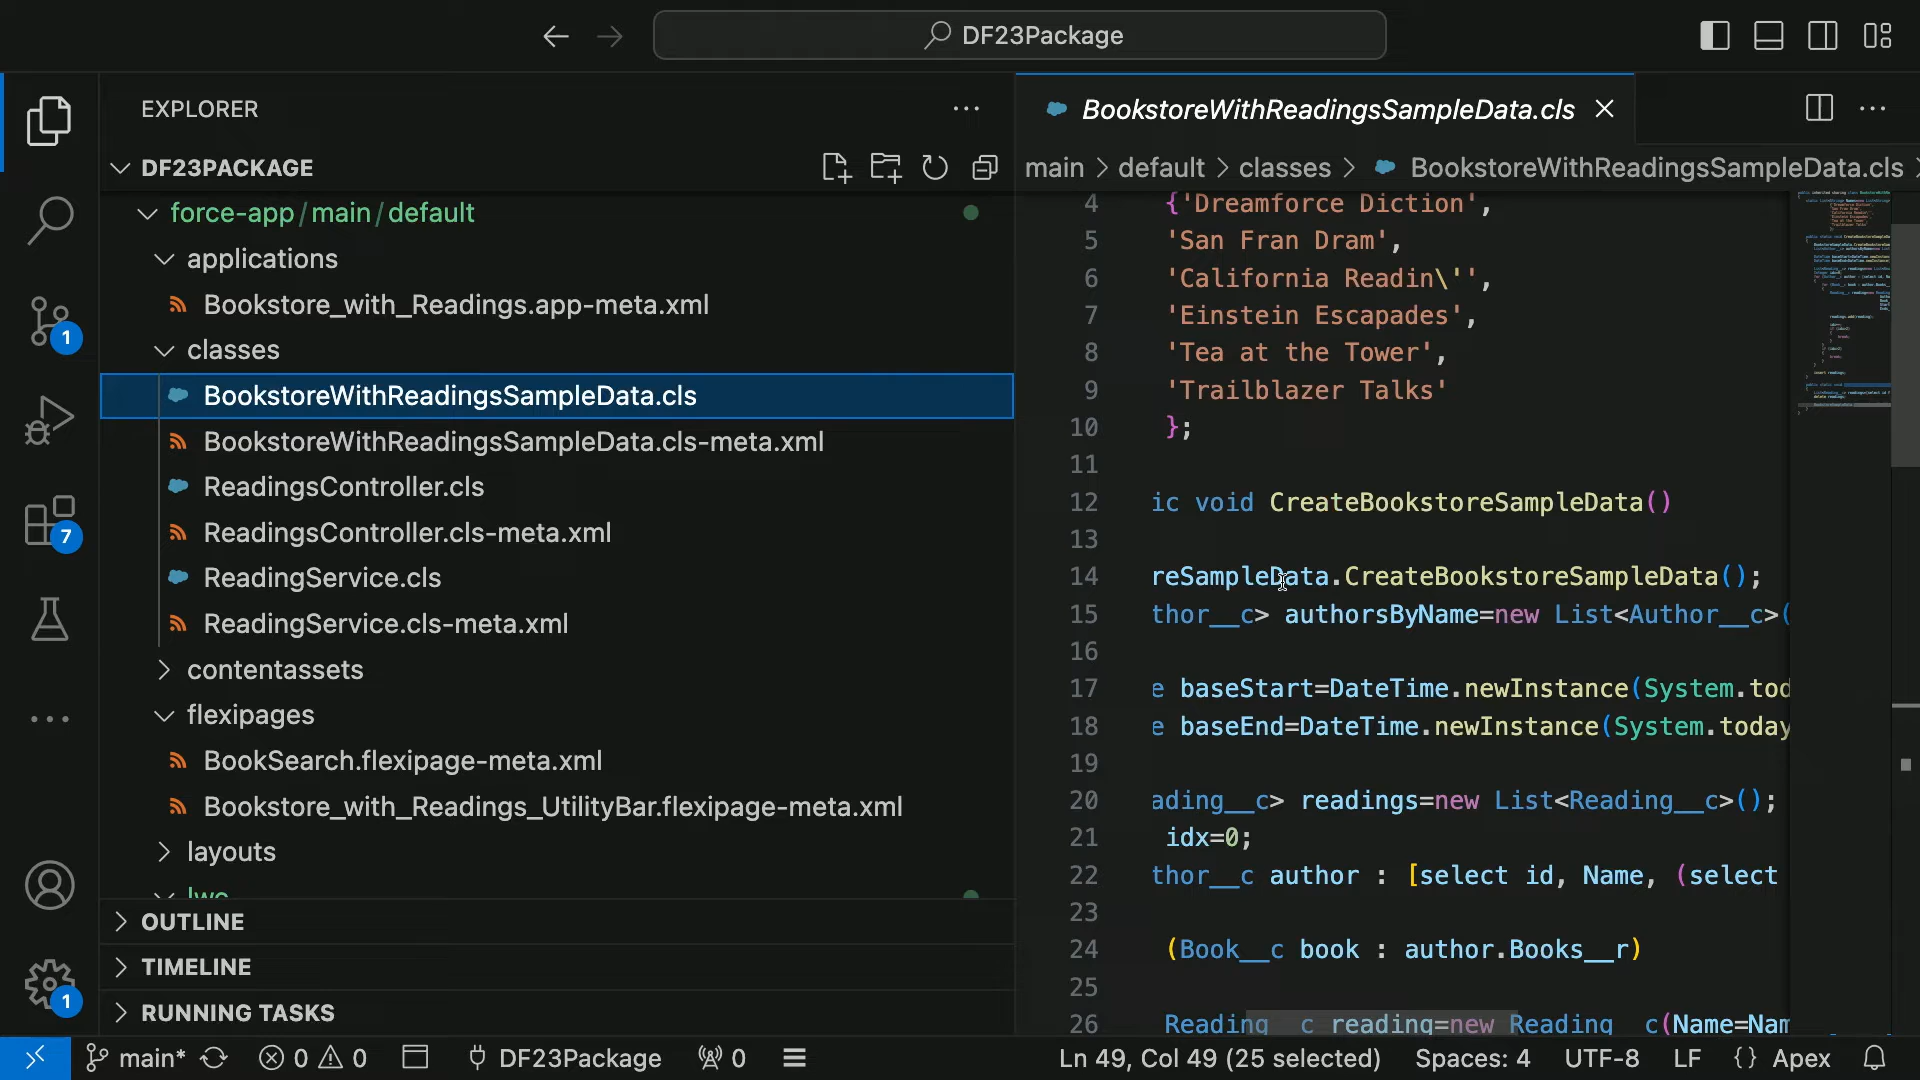 DF23Package
EXPLORER
DF23PACKAGE
force-app/main/default
applications
Bookstore_with_Readings.app-meta.xml
classes
BookstoreWithReadingsSampleData.cls
BookstoreWithReadingsSampleData.cls-meta.xml
ReadingsController.cls
ReadingsController.cls-meta.xml
ReadingService.cls
ReadingService.cls-meta.xml
contentassets
flexipages
BookSearch.flexipage-meta.xml
Bookstore_with_Readings_UtilityBar.flexipage-meta.xml
layouts
lwc
OUTLINE
TIMELINE
RUNNING TASKS
1
7
1
BookstoreWithReadingsSampleData.cls
main > default > classes > BookstoreWithReadingsSampleData.cls >
4 {'Dreamforce Diction',
5 'San Fran Dram',
6 'California Readin\'',
7 'Einstein Escapades',
8 'Tea at the Tower',
9 'Trailblazer Talks'
10 };
11
12 ic void CreateBookstoreSampleData()
13
14 reSampleData.CreateBookstoreSampleData();
15 thor__c> authorsByName=new List<Author__c>(
16
17 e baseStart=DateTime.newInstance(System.tod
18 e baseEnd=DateTime.newInstance(System.today
19
20 ading__c> readings=new List<Reading__c>();
21 idx=0;
22 thor__c author : [select id, Name, (select
23
24 (Book__c book : author.Books__r)
25
26 Reading__c reading=new Reading__c(Name=Nam
main* 0 0 DF23Package 0 Ln 49, Col 49 (25 selected) Spaces: 4 UTF-8 LF {} Apex